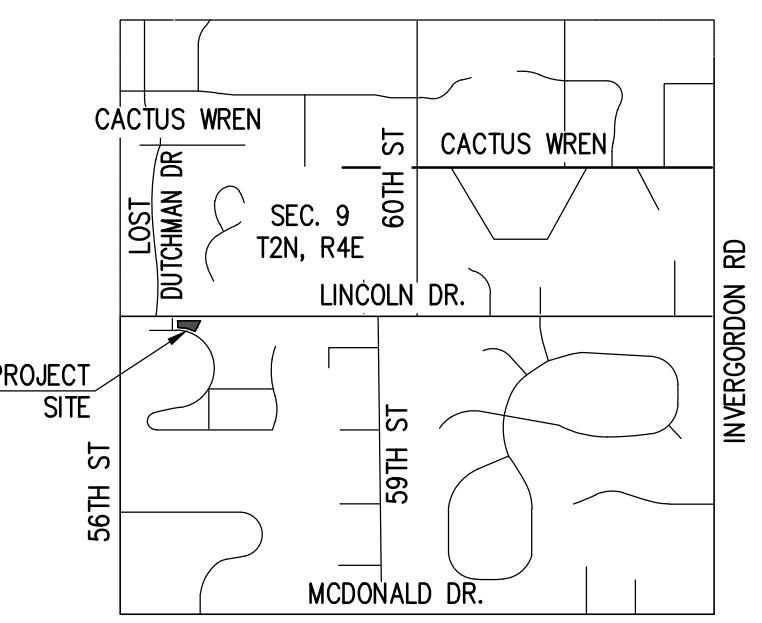 CACTUS WREN
CACTUS WREN
60TH ST
LOST
DUTCHMAN DR
SEC. 9
T2N, R4E
LINCOLN DR.
INVERGORDON RD
PROJECT
SITE
59TH ST
56TH ST
MCDONALD DR.